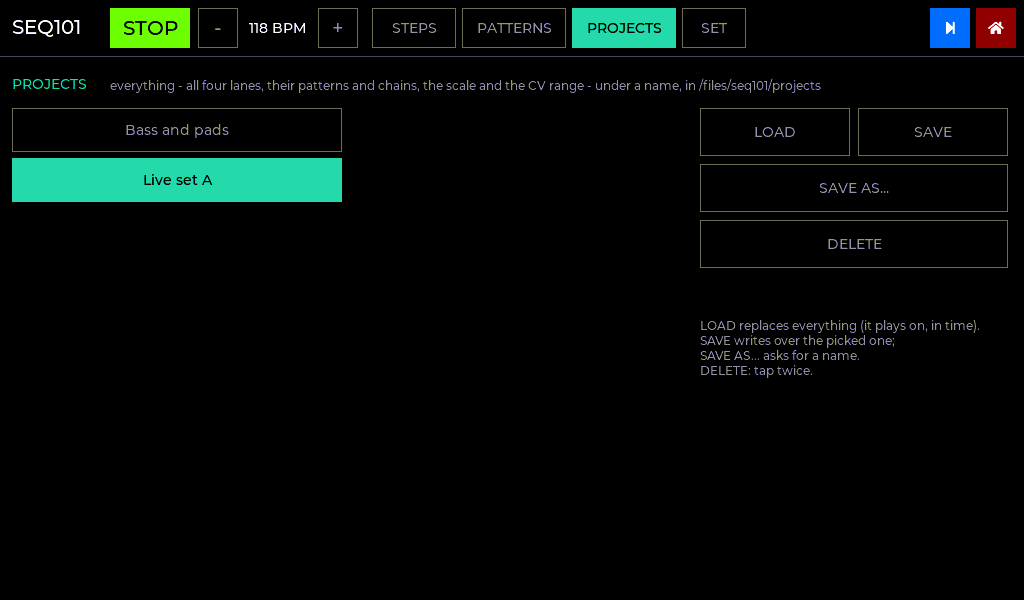 SEQ101 STOP - 118 BPM + STEPS PATTERNS PROJECTS SET
PROJECTS everything - all four lanes, their patterns and chains, the scale and the CV range - under a name, in /files/seq101/projects
Bass and pads
Live set A
LOAD SAVE
SAVE AS...
DELETE
LOAD replaces everything (it plays on, in time).
SAVE writes over the picked one;
SAVE AS... asks for a name.
DELETE: tap twice.